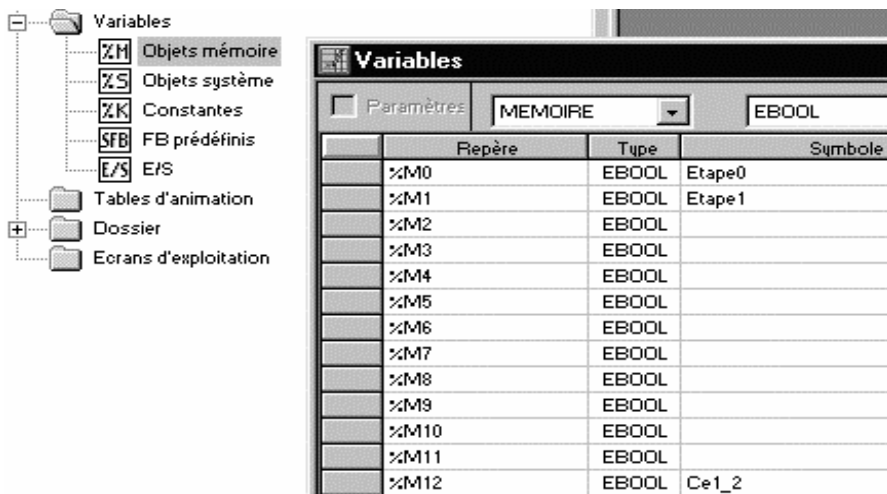 Variables
%M Objets mémoire
%S Objets système
%K Constantes
SFB FB prédéfinis
E/S E/S
Tables d'animation
Dossier
Ecrans d'exploitation
Variables
Paramètres MEMOIRE EBOOL
Repère Type Symbole
%M0 EBOOL Etape0
%M1 EBOOL Etape1
%M2 EBOOL
%M3 EBOOL
%M4 EBOOL
%M5 EBOOL
%M6 EBOOL
%M7 EBOOL
%M8 EBOOL
%M9 EBOOL
%M10 EBOOL
%M11 EBOOL
%M12 EBOOL Ce1_2